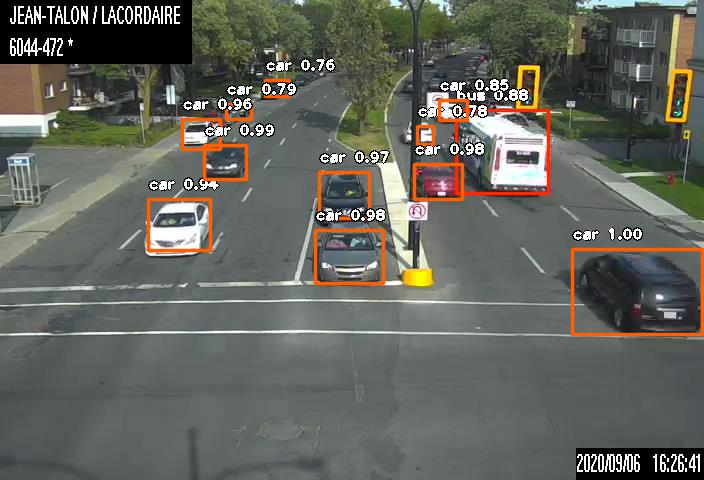 JEAN-TALON / LACORDAIRE
6044-472 *
car 0.76
car 0.79
car 0.85
bus 0.88
car 0.96
car 0.78
car 0.99
car 0.98
car 0.97
car 0.94
car 0.98
car 1.00
2020/09/06 16:26:41